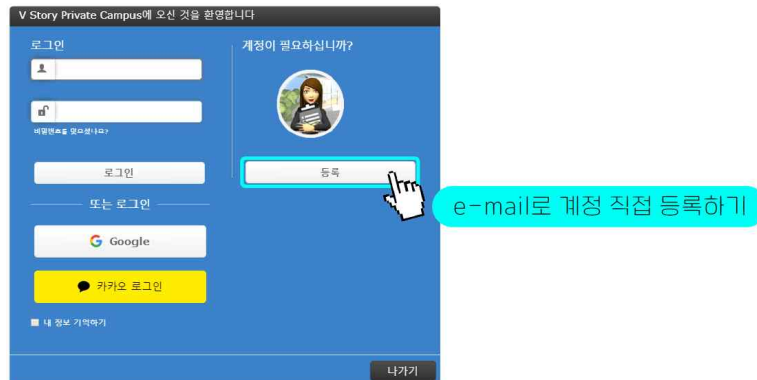 V Story Private Campus에 오신 것을 환영합니다
로그인
비밀번호를 잊으셨나요?
로그인
또는 로그인
Google
카카오 로그인
내 정보 기억하기
계정이 필요하십니까?
등록
e-mail로 계정 직접 등록하기
나가기